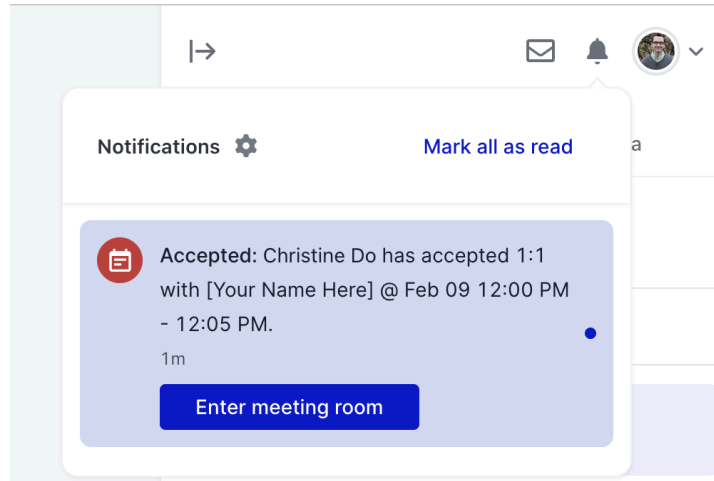 Notifications
Mark all as read
a
Accepted: Christine Do has accepted 1:1
with [Your Name Here] @ Feb 09 12:00 PM
- 12:05 PM.
1m
Enter meeting room